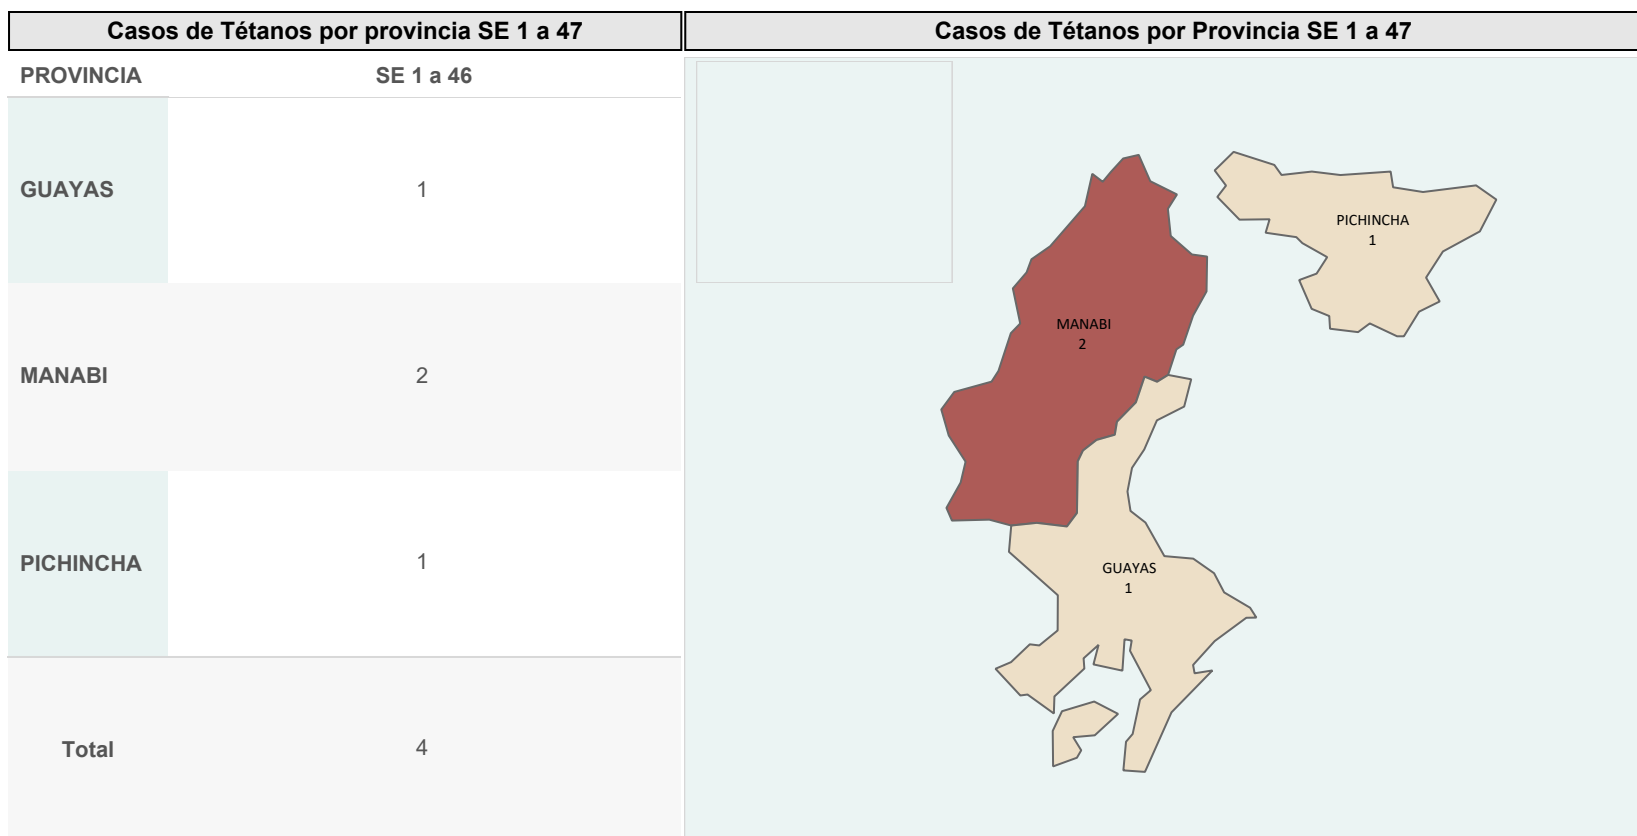 Casos de Tétanos por provincia SE 1 a 47
PROVINCIA SE 1 a 46
GUAYAS 1
MANABI 2
PICHINCHA 1
Total 4
Casos de Tétanos por Provincia SE 1 a 47
PICHINCHA
1
MANABI
2
GUAYAS
1